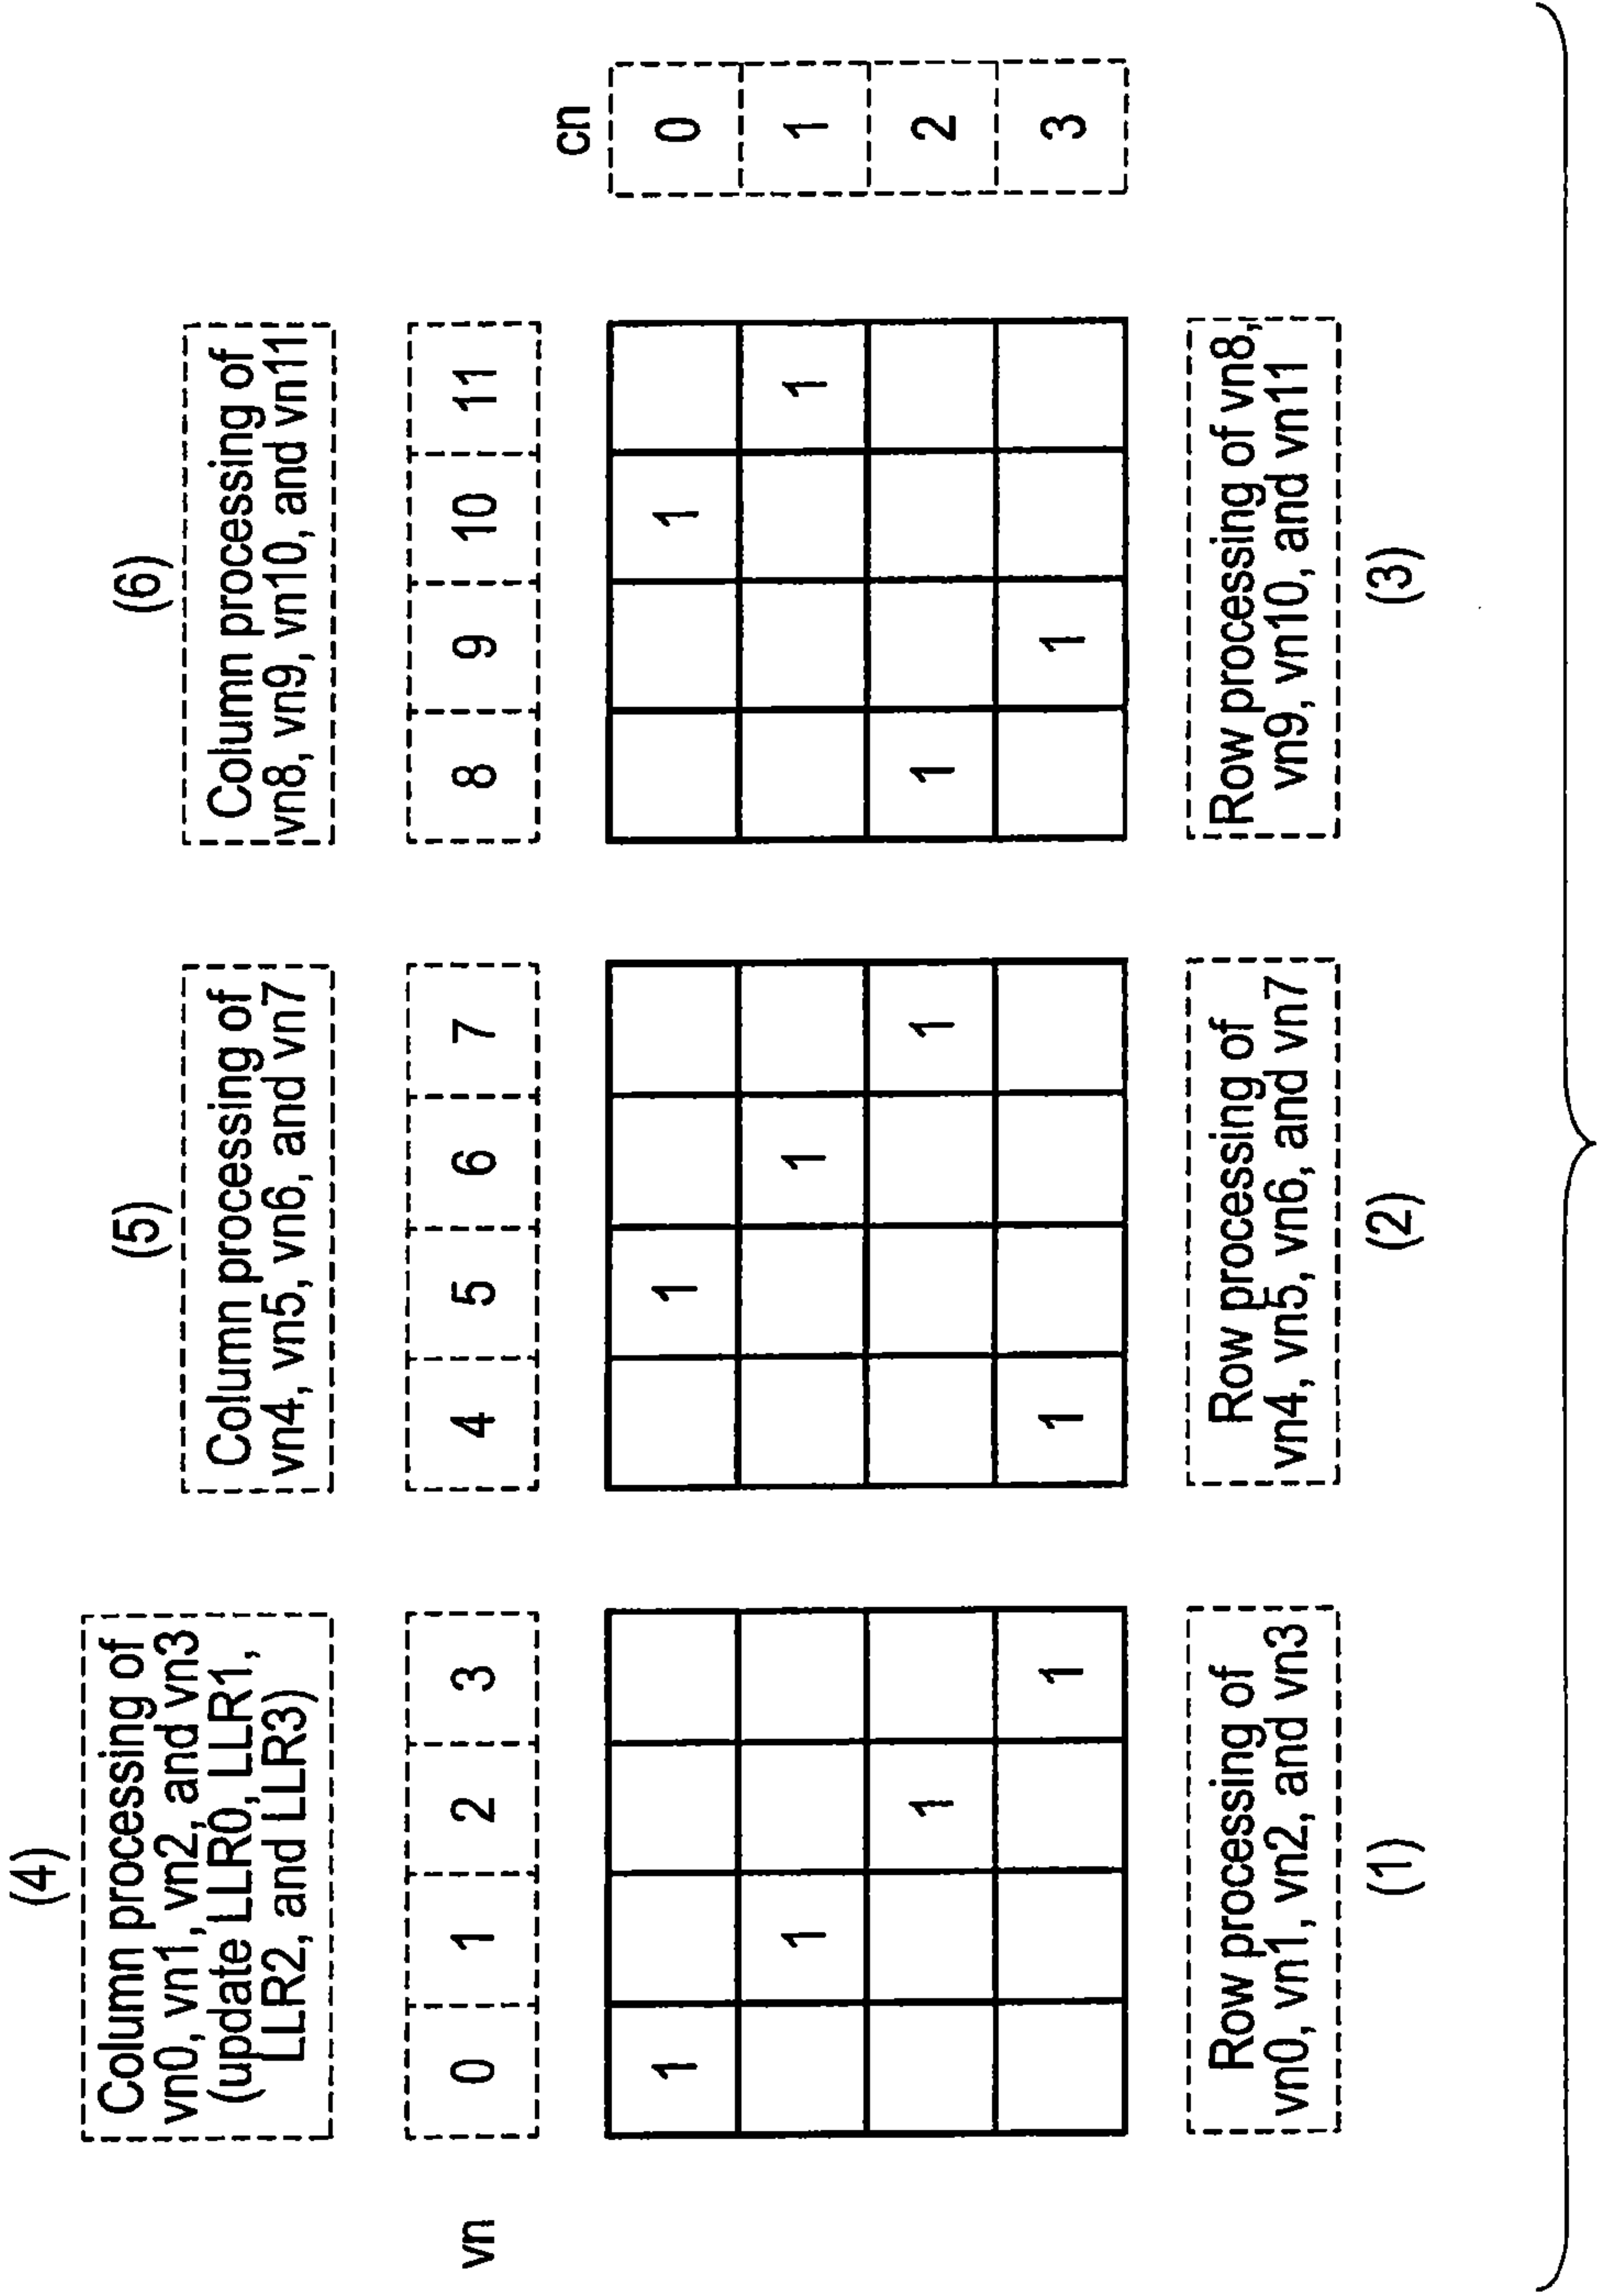 (4)
Column processing of
vn0, vn1, vn2, and vn3
(update LLR0, LLR1,
LLR2, and LLR3)
(5)
Column processing of
vn4, vn5, vn6, and vn7
(6)
Column processing of
vn8, vn9, vn10, and vn11
vn
0 1 2 3
4 5 6 7
8 9 10 11
cn
1 1 1 0
1 1 1 1
1 1 1 2
1 1 1 3
Row processing of
vn0, vn1, vn2, and vn3
(1)
Row processing of
vn4, vn5, vn6, and vn7
(2)
Row processing of vn8,
vn9, vn10, and vn11
(3)